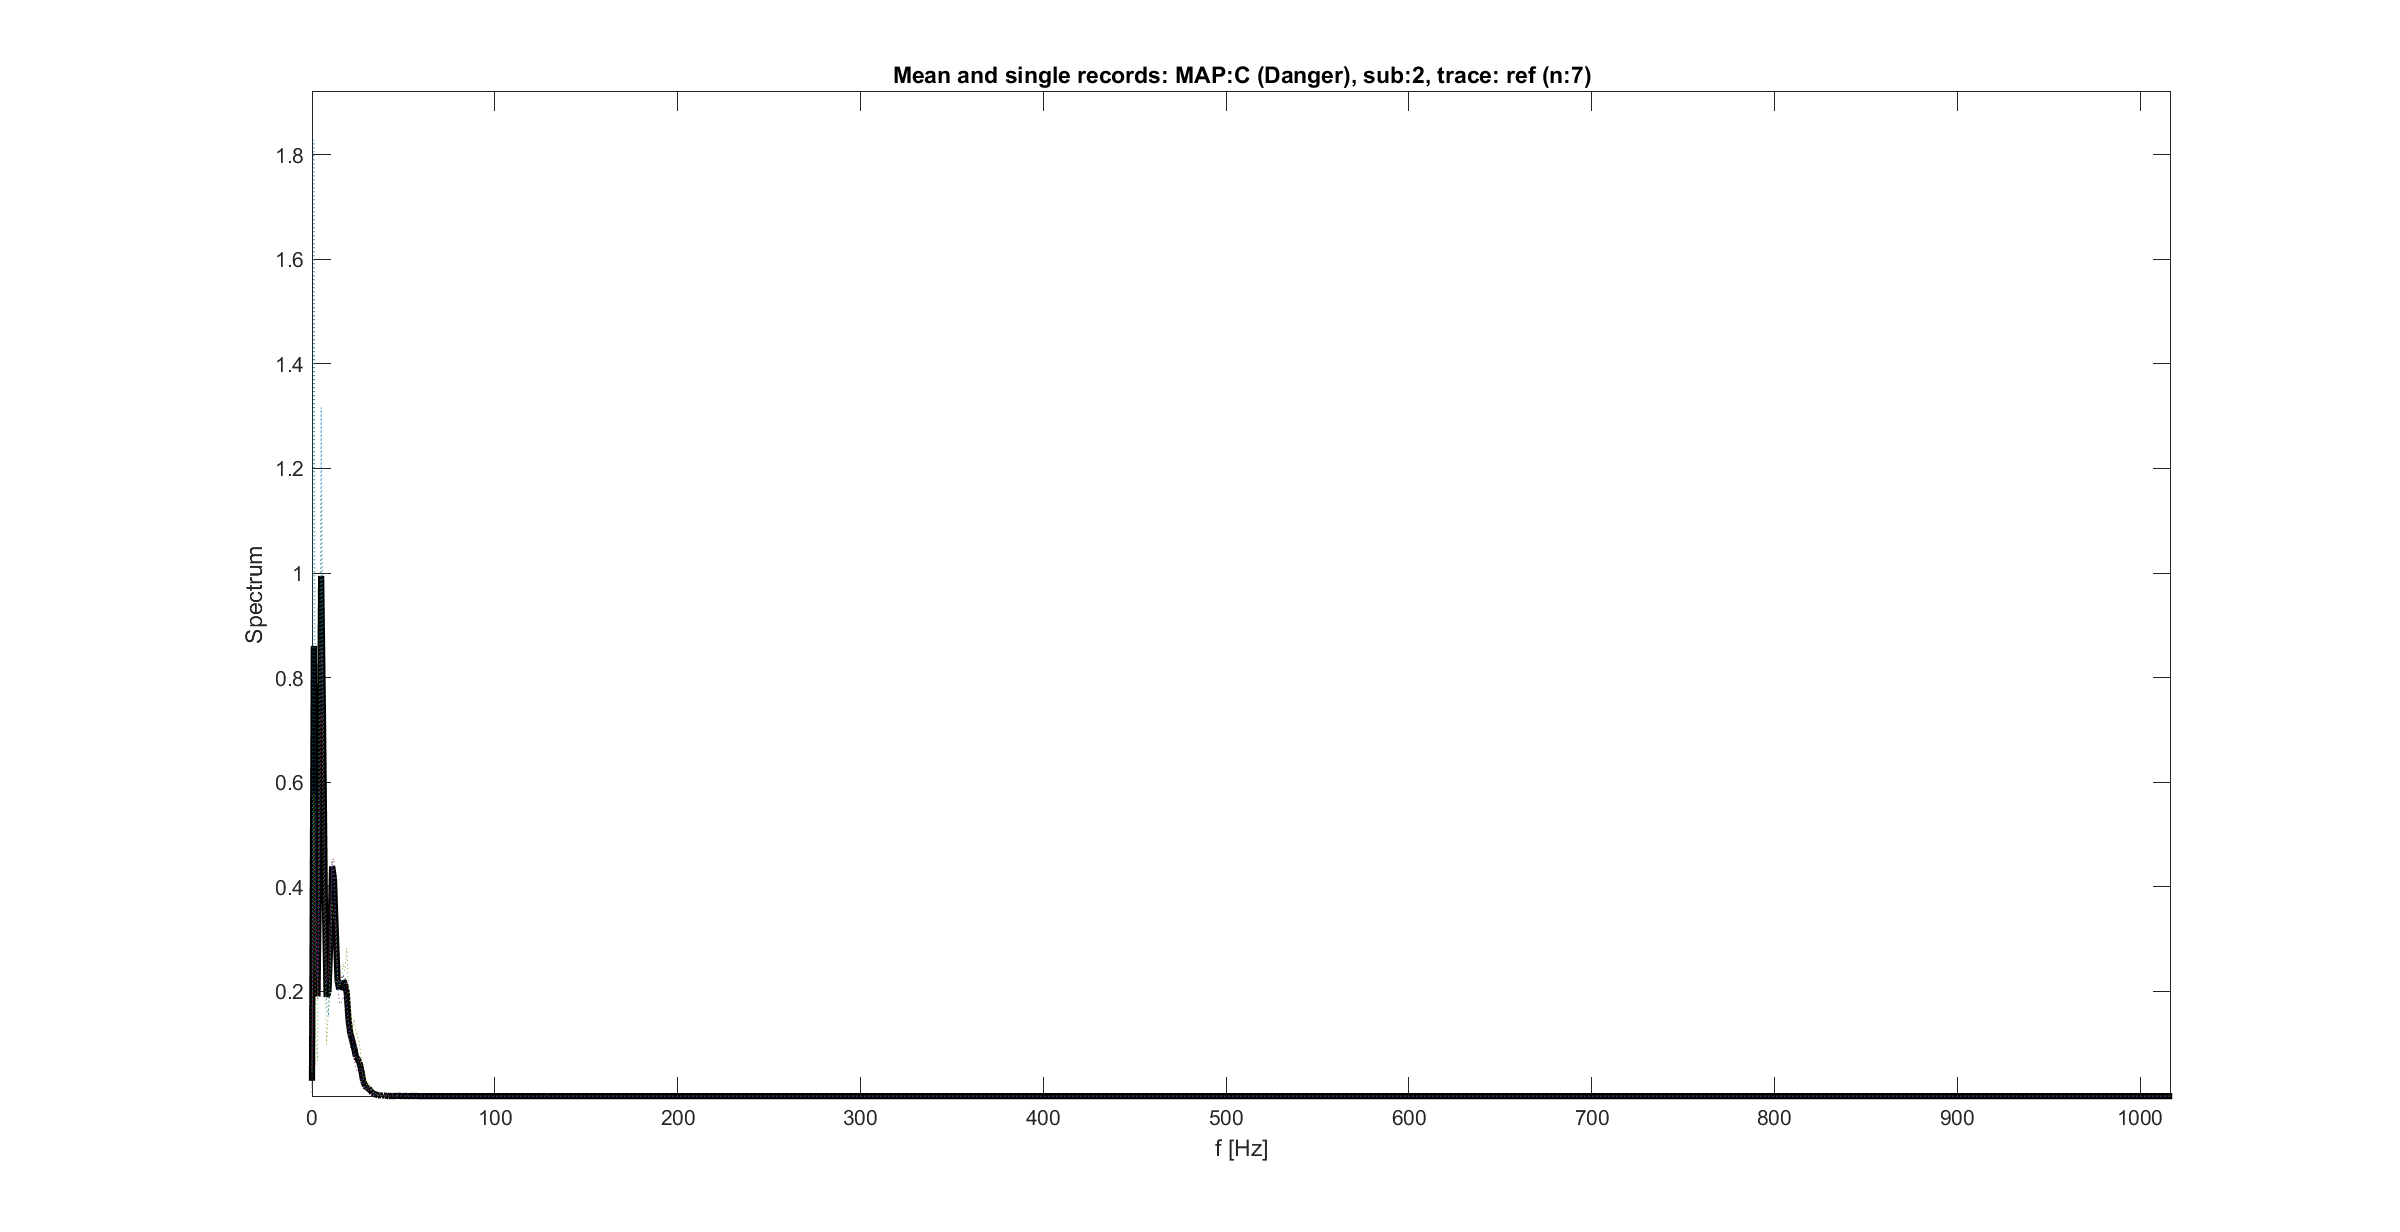 Mean and single records: MAP:C (Danger), sub:2, trace: ref (n:7)
1.8
1.6
1.4
1.2
1
0.8
0.6
0.4
0.2
Spectrum
0 100 200 300 400 500 600 700 800 900 1000
f [Hz]